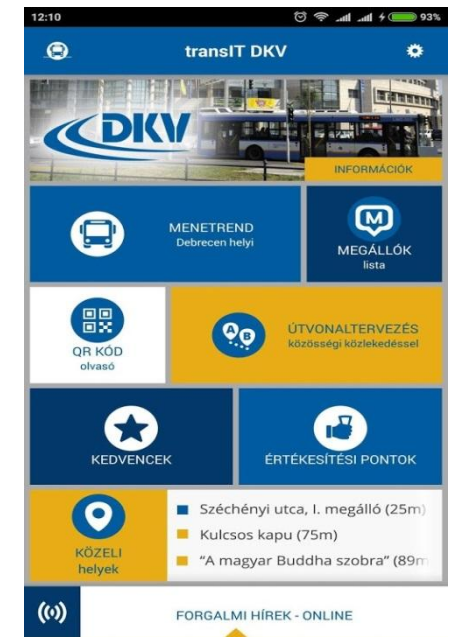 12:10
93%
transIT DKV
DKV
INFORMÁCIÓK
MENETREND
Debrecen helyi
MEGÁLLÓK
lista
QR KÓD
olvasó
A B
ÚTVONALTERVEZÉS
közösségi közlekedéssel
KEDVENCEK
ÉRTÉKESÍTÉSI PONTOK
KÖZELI
helyek
Széchényi utca, I. megálló (25m)
Kulcsos kapu (75m)
“A magyar Buddha szobra” (89m
FORGALMI HÍREK - ONLINE